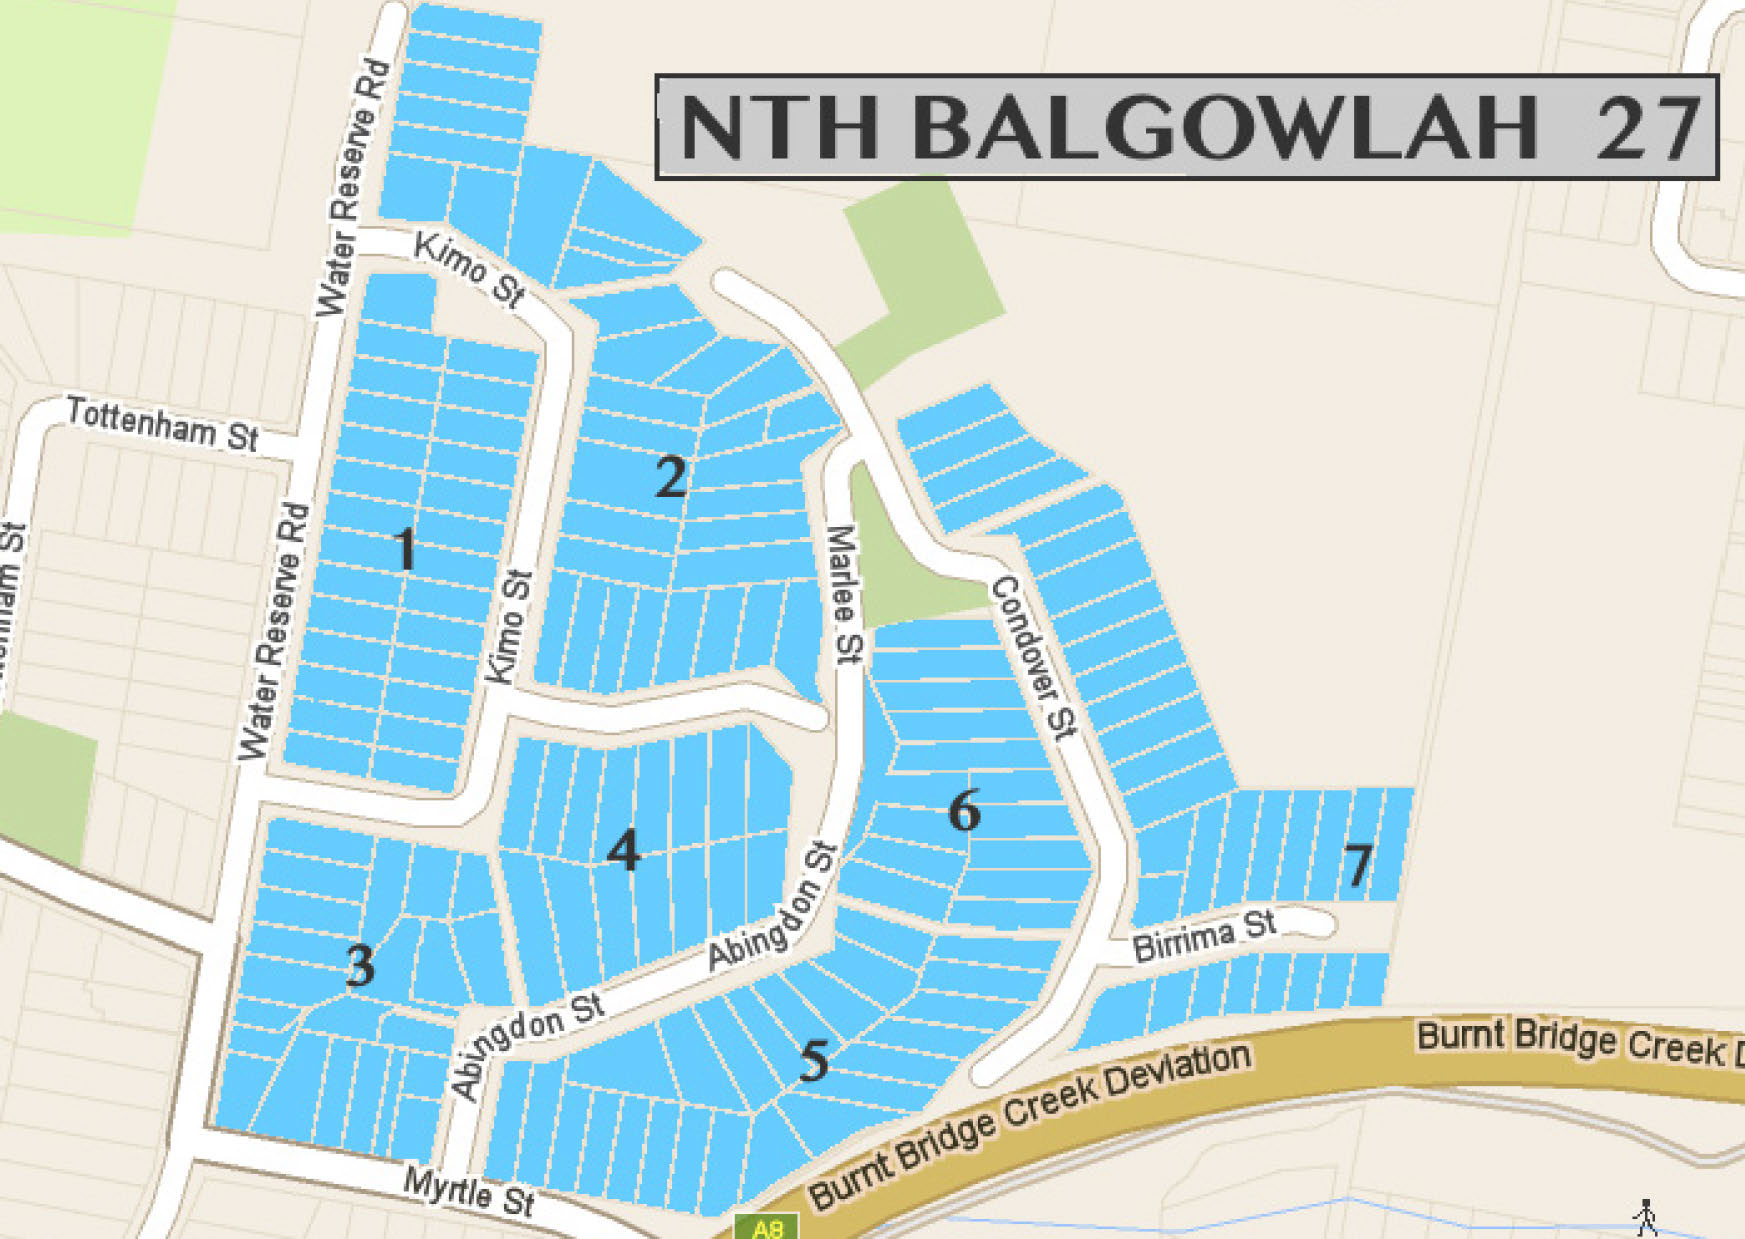 NTH BALGOWLAH 27
Water Reserve Rd
Kimo St
Tottenham St
2
1
Water Reserve Rd
Kimo St
Marlee St
Condover St
6
4
7
3
Abingdon St
Birrima St
Abingdon St
5
Burnt Bridge Creek Deviation
Burnt Bridge Creek D
Myrtle St
A8